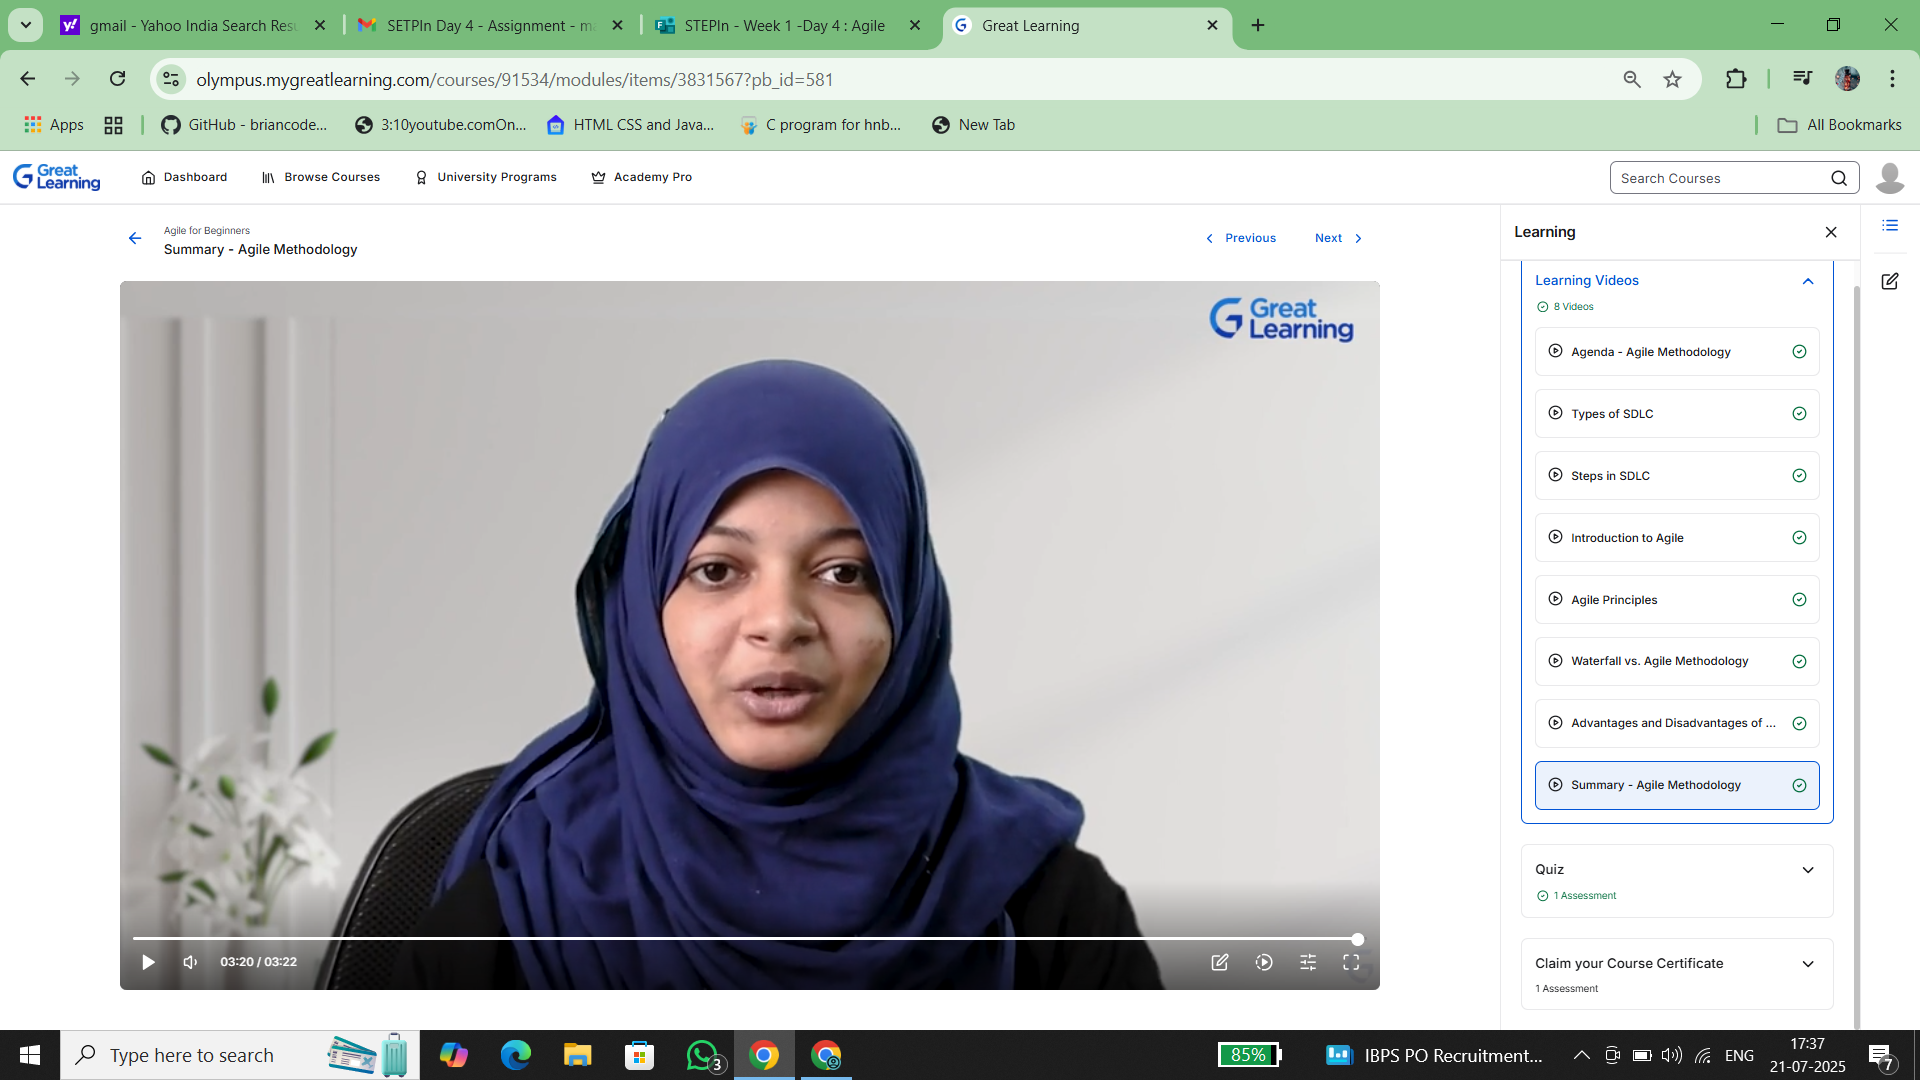 gmail - Yahoo India Search Resu
SETPIn Day 4 - Assignment - ma
STEPIn - Week 1 -Day 4 : Agile
Great Learning
olympus.mygreatlearning.com/courses/91534/modules/items/3831567?pb_id=581
Apps
GitHub - briancode...
3:10youtube.comOn...
HTML CSS and Java...
C program for hnb...
New Tab
All Bookmarks
Great Learning
Dashboard
Browse Courses
University Programs
Academy Pro
Search Courses
Agile for Beginners
Summary - Agile Methodology
Previous
Next
Great
Learning
03:20 / 03:22
Learning
Learning Videos
8 Videos
Agenda - Agile Methodology
Types of SDLC
Steps in SDLC
Introduction to Agile
Agile Principles
Waterfall vs. Agile Methodology
Advantages and Disadvantages of ...
Summary - Agile Methodology
Quiz
1 Assessment
Claim your Course Certificate
1 Assessment
Type here to search
3
85%
IBPS PO Recruitment...
ENG
17:37
21-07-2025
7